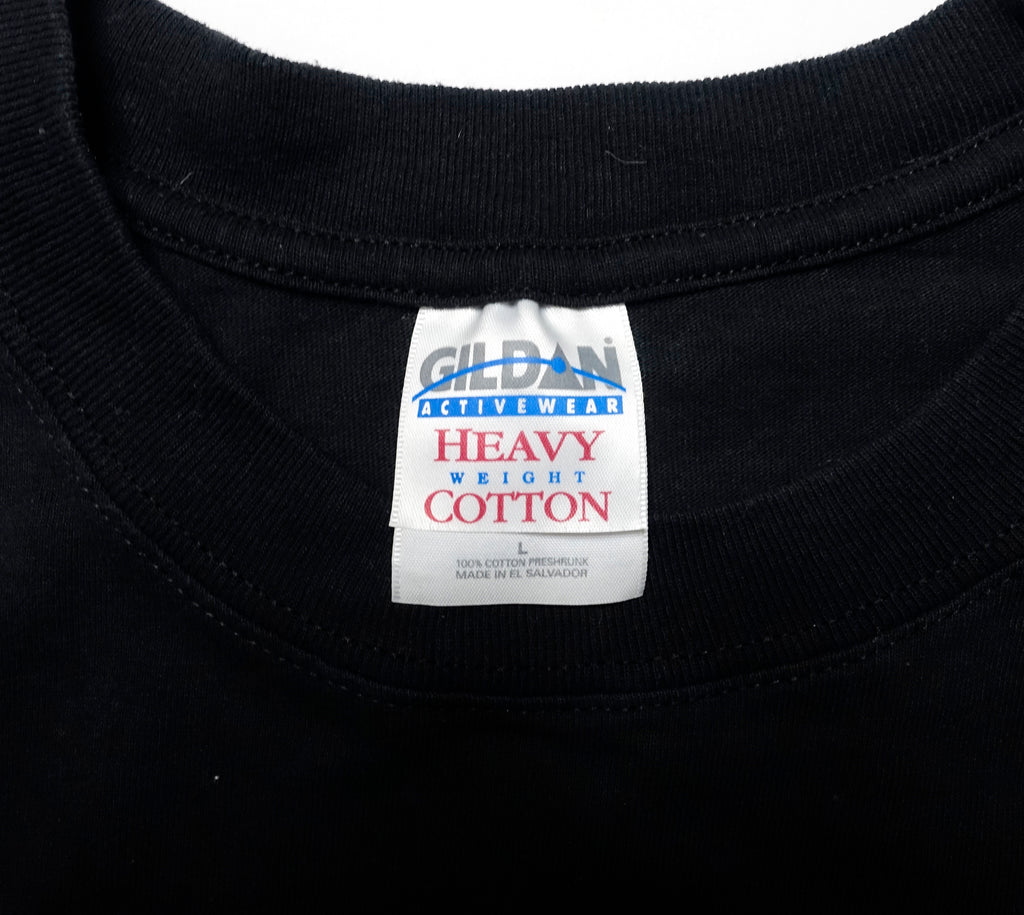 GILDAN
ACTIVEWEAR
HEAVY
WEIGHT
COTTON
L
100% COTTON PRESHRUNK
MADE IN EL SALVADOR